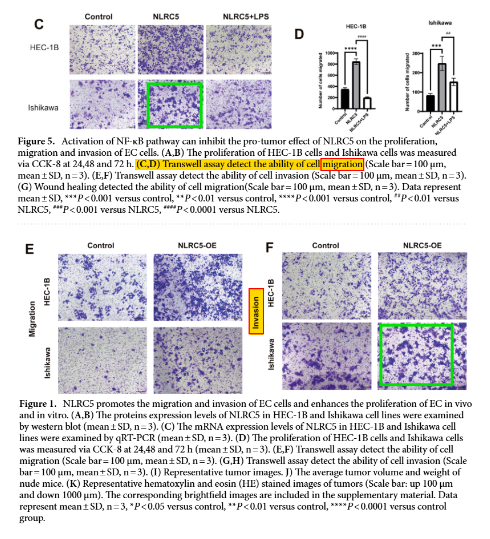 C
Control
NLRC5
NLRC5+LPS
HEC-1B
Ishikawa
D
HEC-1B
Number of cells migrated
1000
800
600
400
200
0
****
####
Control
NLRC5
NLRC5+LPS
Ishikawa
Number of cells migrated
400
300
200
100
0
***
##
Control
NLRC5
NLRC5+LPS
Figure 5. Activation of NF-κB pathway can inhibit the pro-tumor effect of NLRC5 on the proliferation,
migration and invasion of EC cells. (A,B) The proliferation of HEC-1B cells and Ishikawa cells was measured
via CCK-8 at 24,48 and 72 h. (C,D) Transwell assay detect the ability of cell migration (Scale bar = 100 μm,
mean ± SD, n = 3). (E,F) Transwell assay detect the ability of cell invasion (Scale bar = 100 μm, mean ± SD, n = 3).
(G) Wound healing detected the ability of cell migration(Scale bar = 100 μm, mean ± SD, n = 3). Data represent
mean ± SD, ***P < 0.001 versus control, **P < 0.01 versus control, ****P < 0.001 versus control, ##P < 0.01 versus
NLRC5, ###P < 0.001 versus NLRC5, ####P < 0.0001 versus NLRC5.
E
Control
NLRC5-OE
Migration
HEC-1B
Ishikawa
F
Control
NLRC5-OE
Invasion
HEC-1B
Ishikawa
Figure 1. NLRC5 promotes the migration and invasion of EC cells and enhances the proliferation of EC in vivo
and in vitro. (A,B) The proteins expression levels of NLRC5 in HEC-1B and Ishikawa cell lines were examined
by western blot (mean ± SD, n = 3). (C) The mRNA expression levels of NLRC5 in HEC-1B and Ishikawa cell
lines were examined by qRT-PCR (mean ± SD, n = 3). (D) The proliferation of HEC-1B cells and Ishikawa cells
was measured via CCK-8 at 24,48 and 72 h (mean ± SD, n = 3). (E,F) Transwell assay detect the ability of cell
migration (Scale bar = 100 μm, mean ± SD, n = 3). (G,H) Transwell assay detect the ability of cell invasion (Scale
bar = 100 μm, mean ± SD, n = 3). (I) Representative tumor images. J) The average tumor volume and weight of
nude mice. (K) Representative hematoxylin and eosin (HE) stained images of tumors (Scale bar: up 100 μm
and down 1000 μm). The corresponding brightfield images are included in the supplementary material. Data
represent mean ± SD, n = 3, *P < 0.05 versus control, **P < 0.01 versus control, ****P < 0.0001 versus control
group.